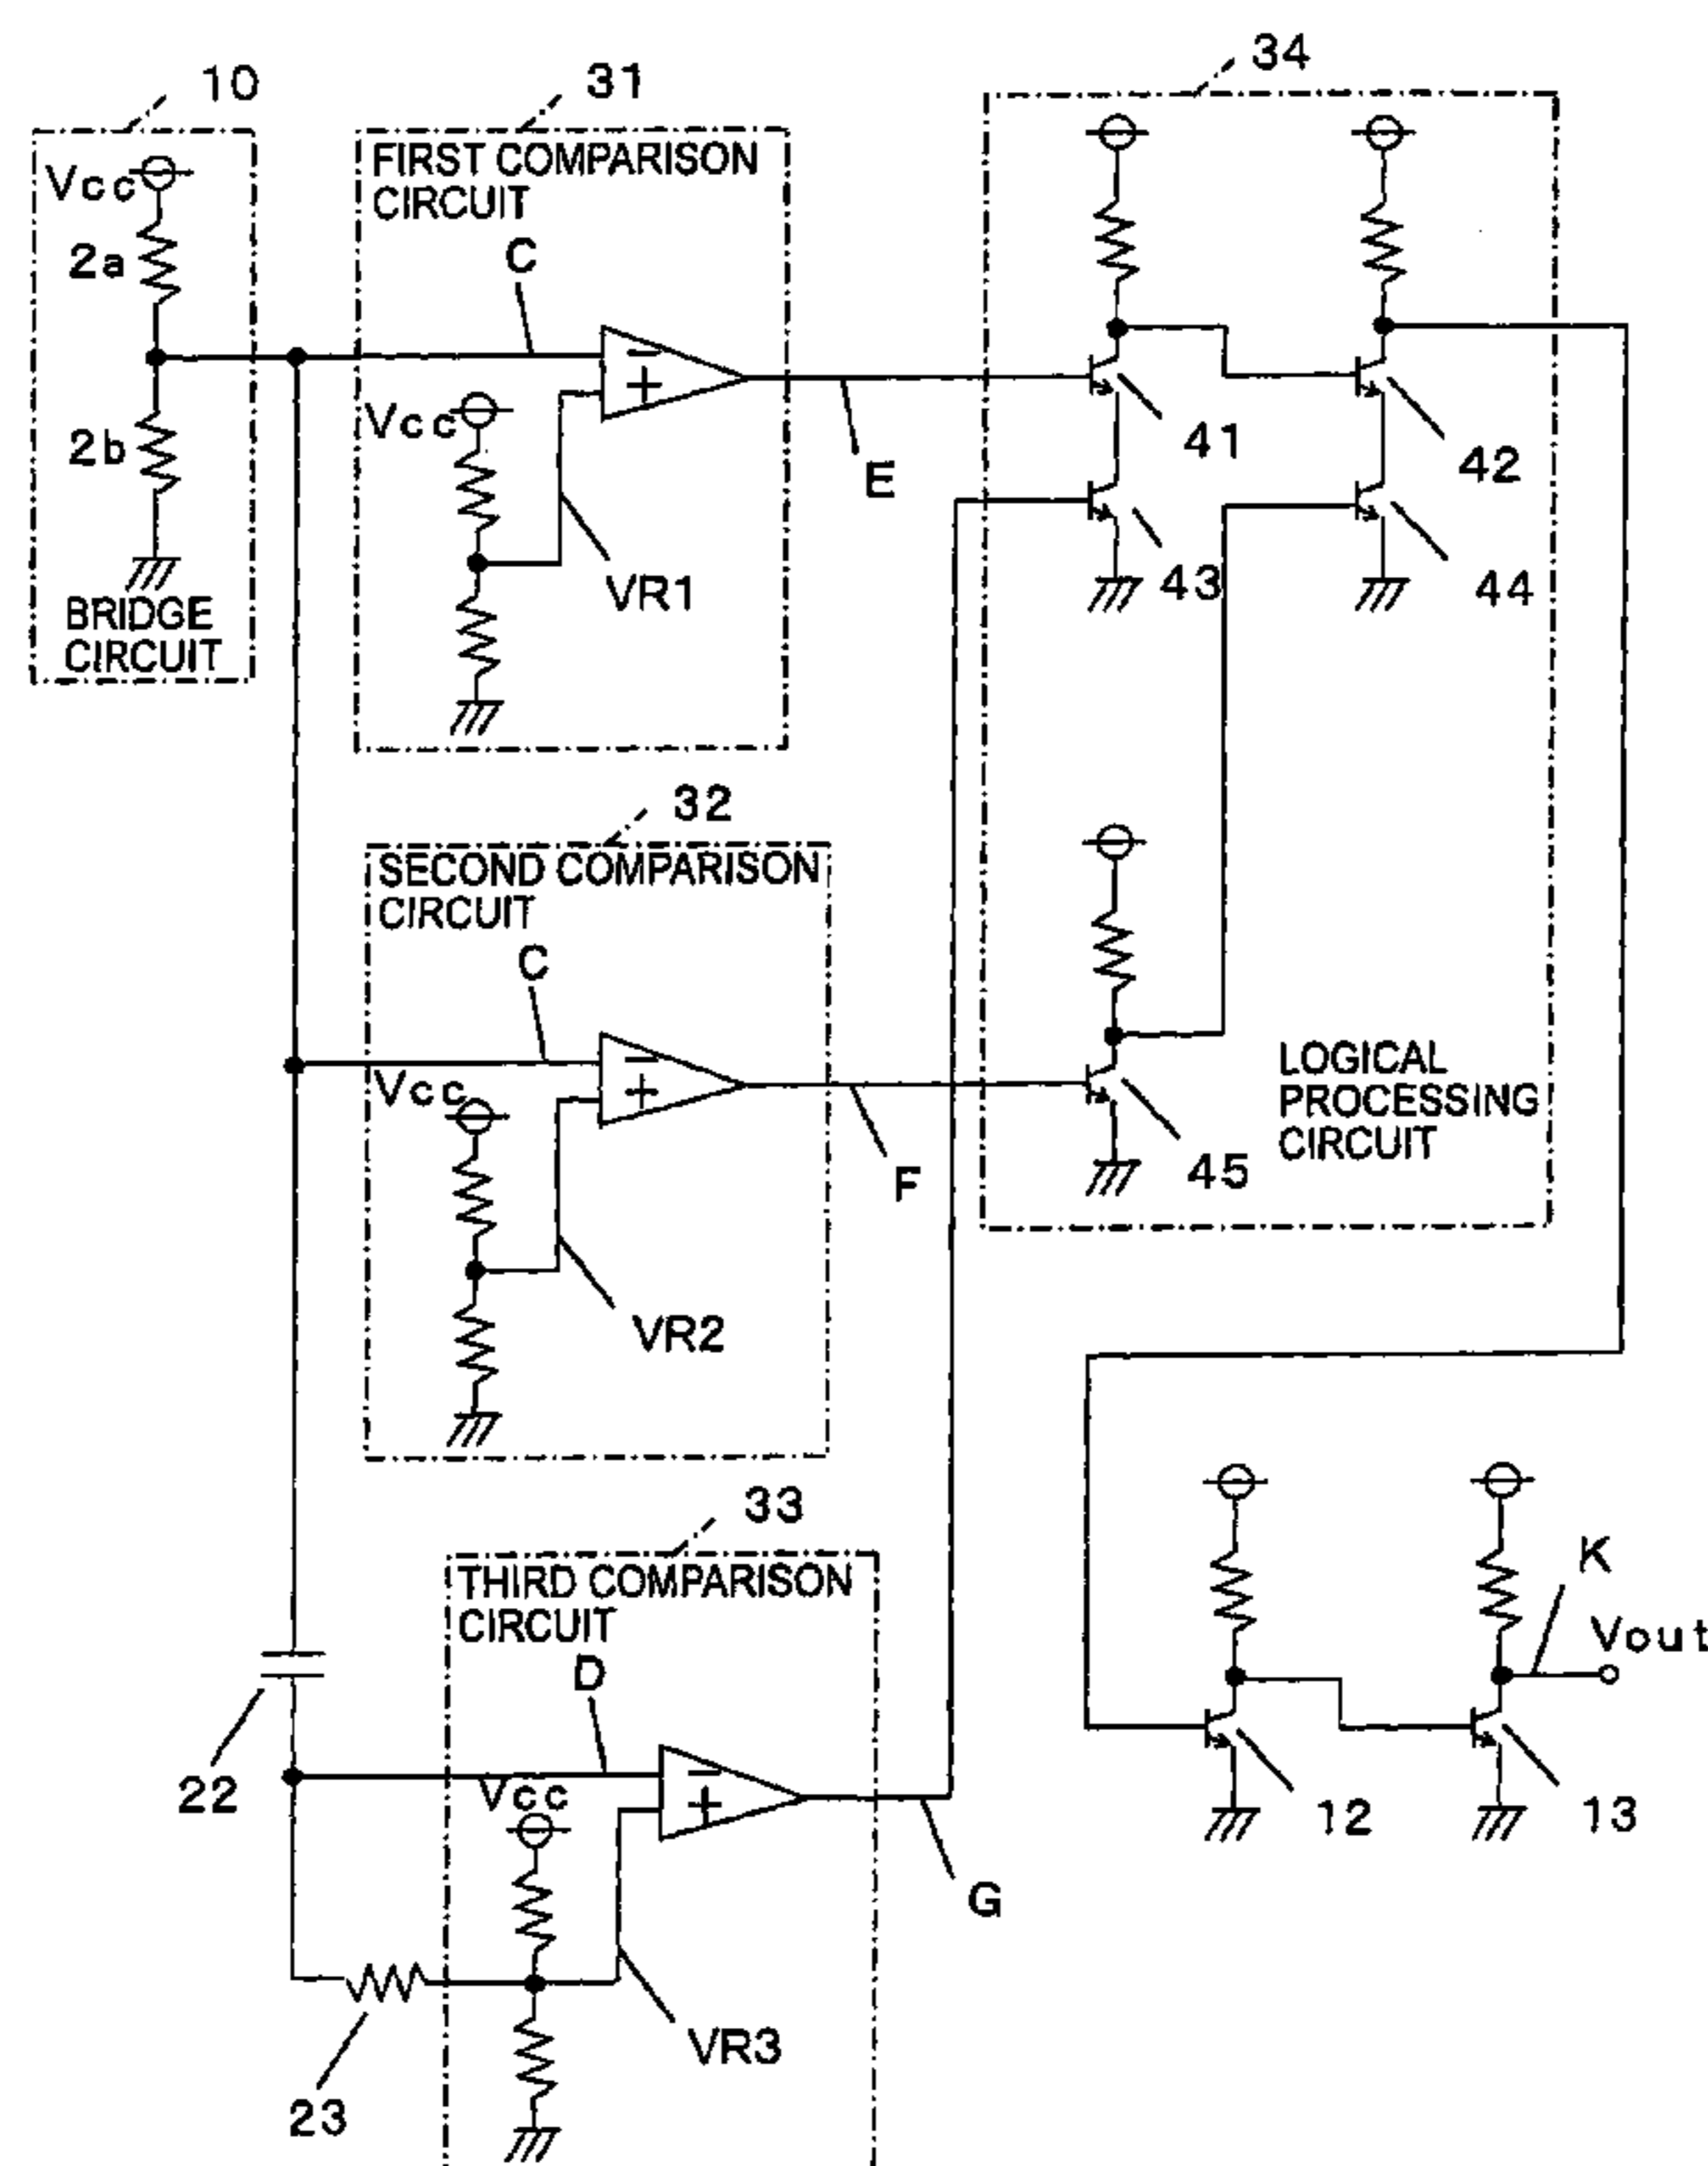 10
31
34
Vcc
2a
2b
BRIDGE
CIRCUIT
FIRST COMPARISON
CIRCUIT
C
Vcc
VR1
E
41
42
43
44
32
SECOND COMPARISON
CIRCUIT
C
Vcc
VR2
F
45
LOGICAL
PROCESSING
CIRCUIT
33
THIRD COMPARISON
CIRCUIT
D
Vcc
22
23
VR3
G
K
Vout
12
13